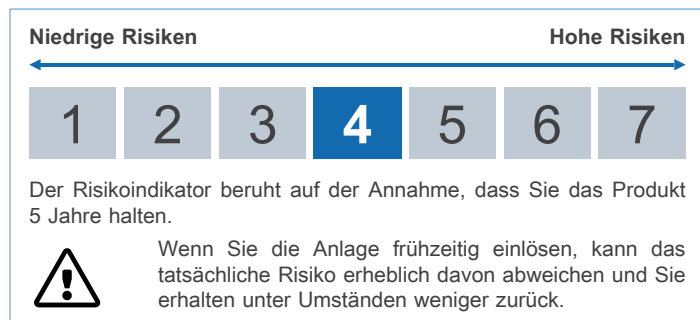 Niedrige Risiken Hohe Risiken
1 2 3 4 5 6 7
Der Risikoindikator beruht auf der Annahme, dass Sie das Produkt
5 Jahre halten.
Wenn Sie die Anlage frühzeitig einlösen, kann das
tatsächliche Risiko erheblich davon abweichen und Sie
erhalten unter Umständen weniger zurück.